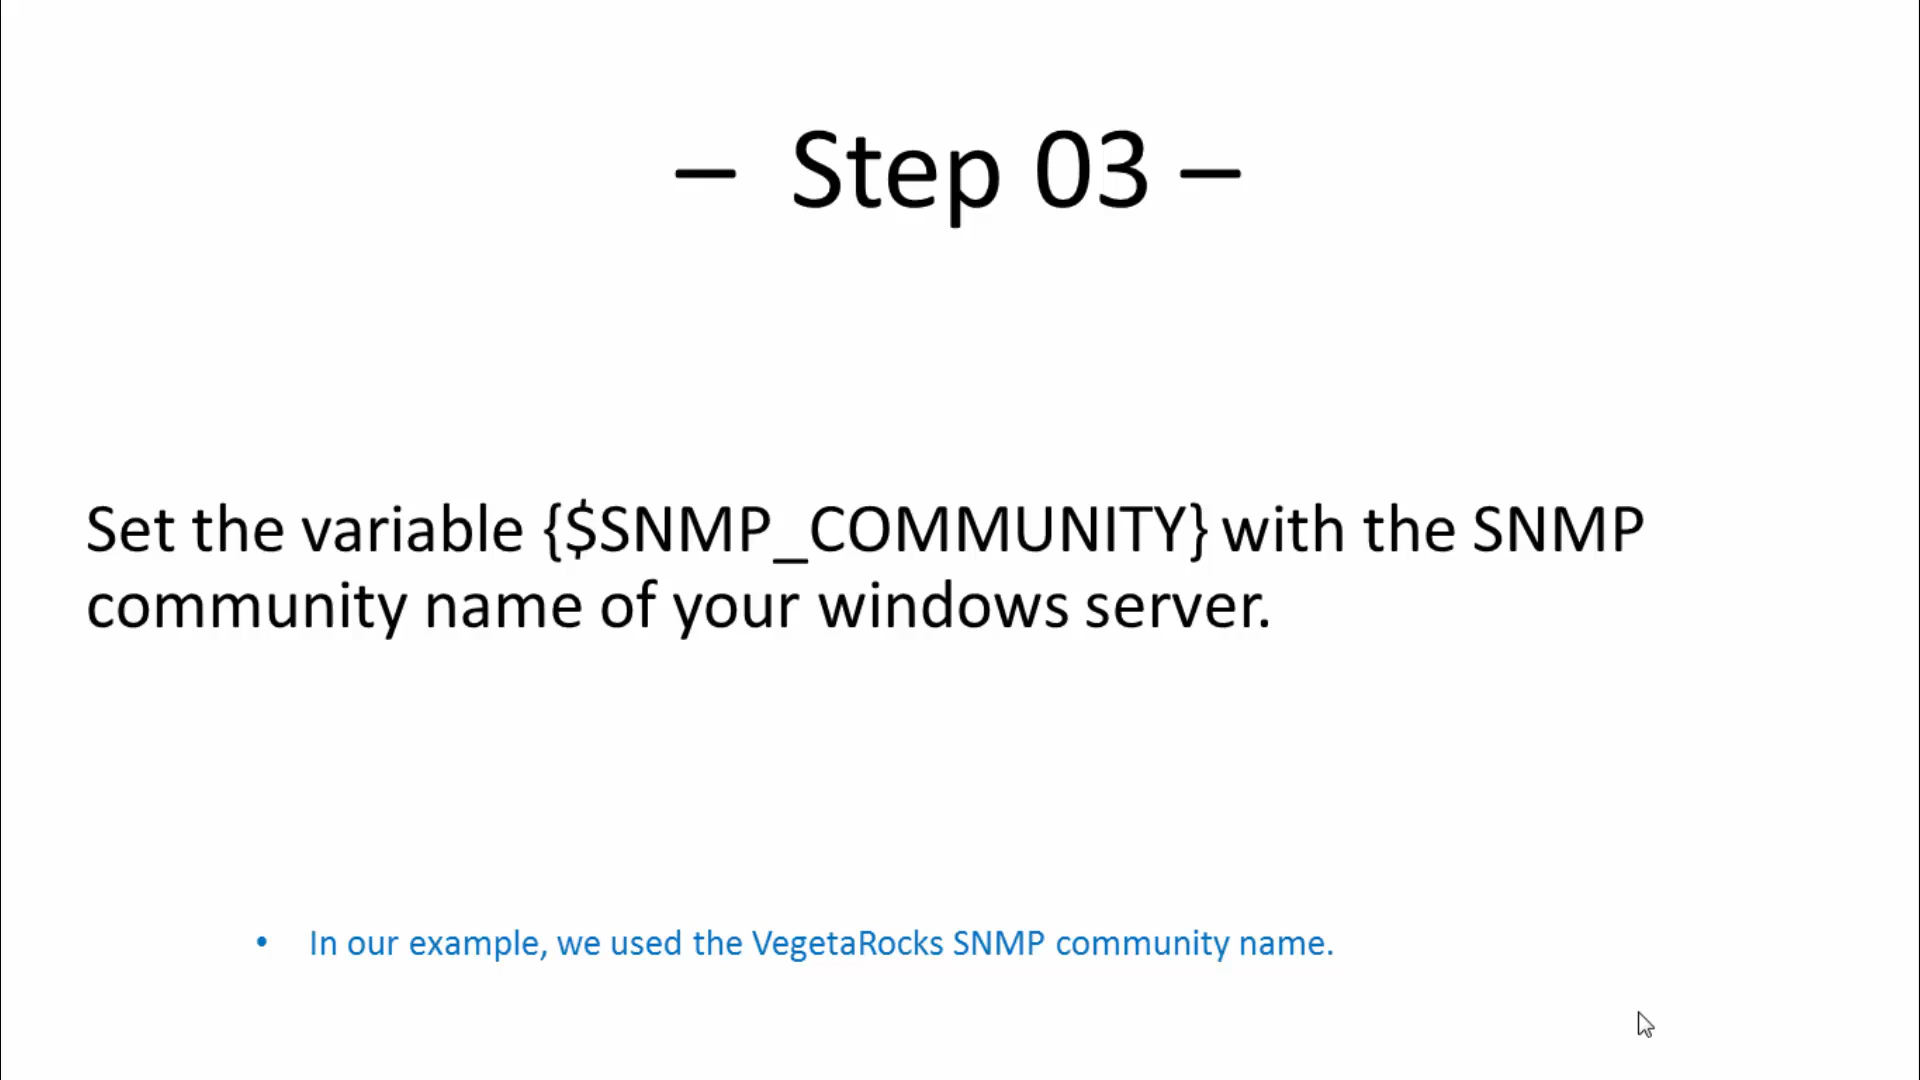 – Step 03 –
Set the variable {$SNMP_COMMUNITY} with the SNMP
community name of your windows server.
• In our example, we used the VegetaRocks SNMP community name.